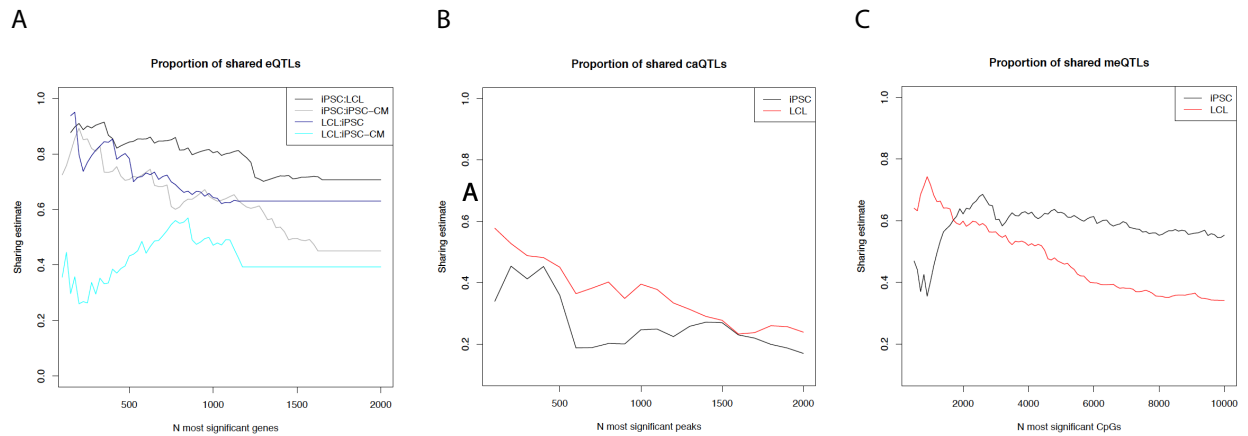 A
Proportion of shared eQTLs
iPSC:LCL
iPSC:iPSC−CM
LCL:iPSC
LCL:iPSC−CM
1.0
0.8
0.6
0.4
0.2
0.0
Sharing estimate
500
1000
1500
2000
N most significant genes
B
Proportion of shared caQTLs
iPSC
LCL
1.0
0.8
0.6
0.4
0.2
A
Sharing estimate
500
1000
1500
2000
N most significant peaks
C
Proportion of shared meQTLs
iPSC
LCL
1.0
0.8
0.6
0.4
0.2
Sharing estimate
2000
4000
6000
8000
10000
N most significant CpGs